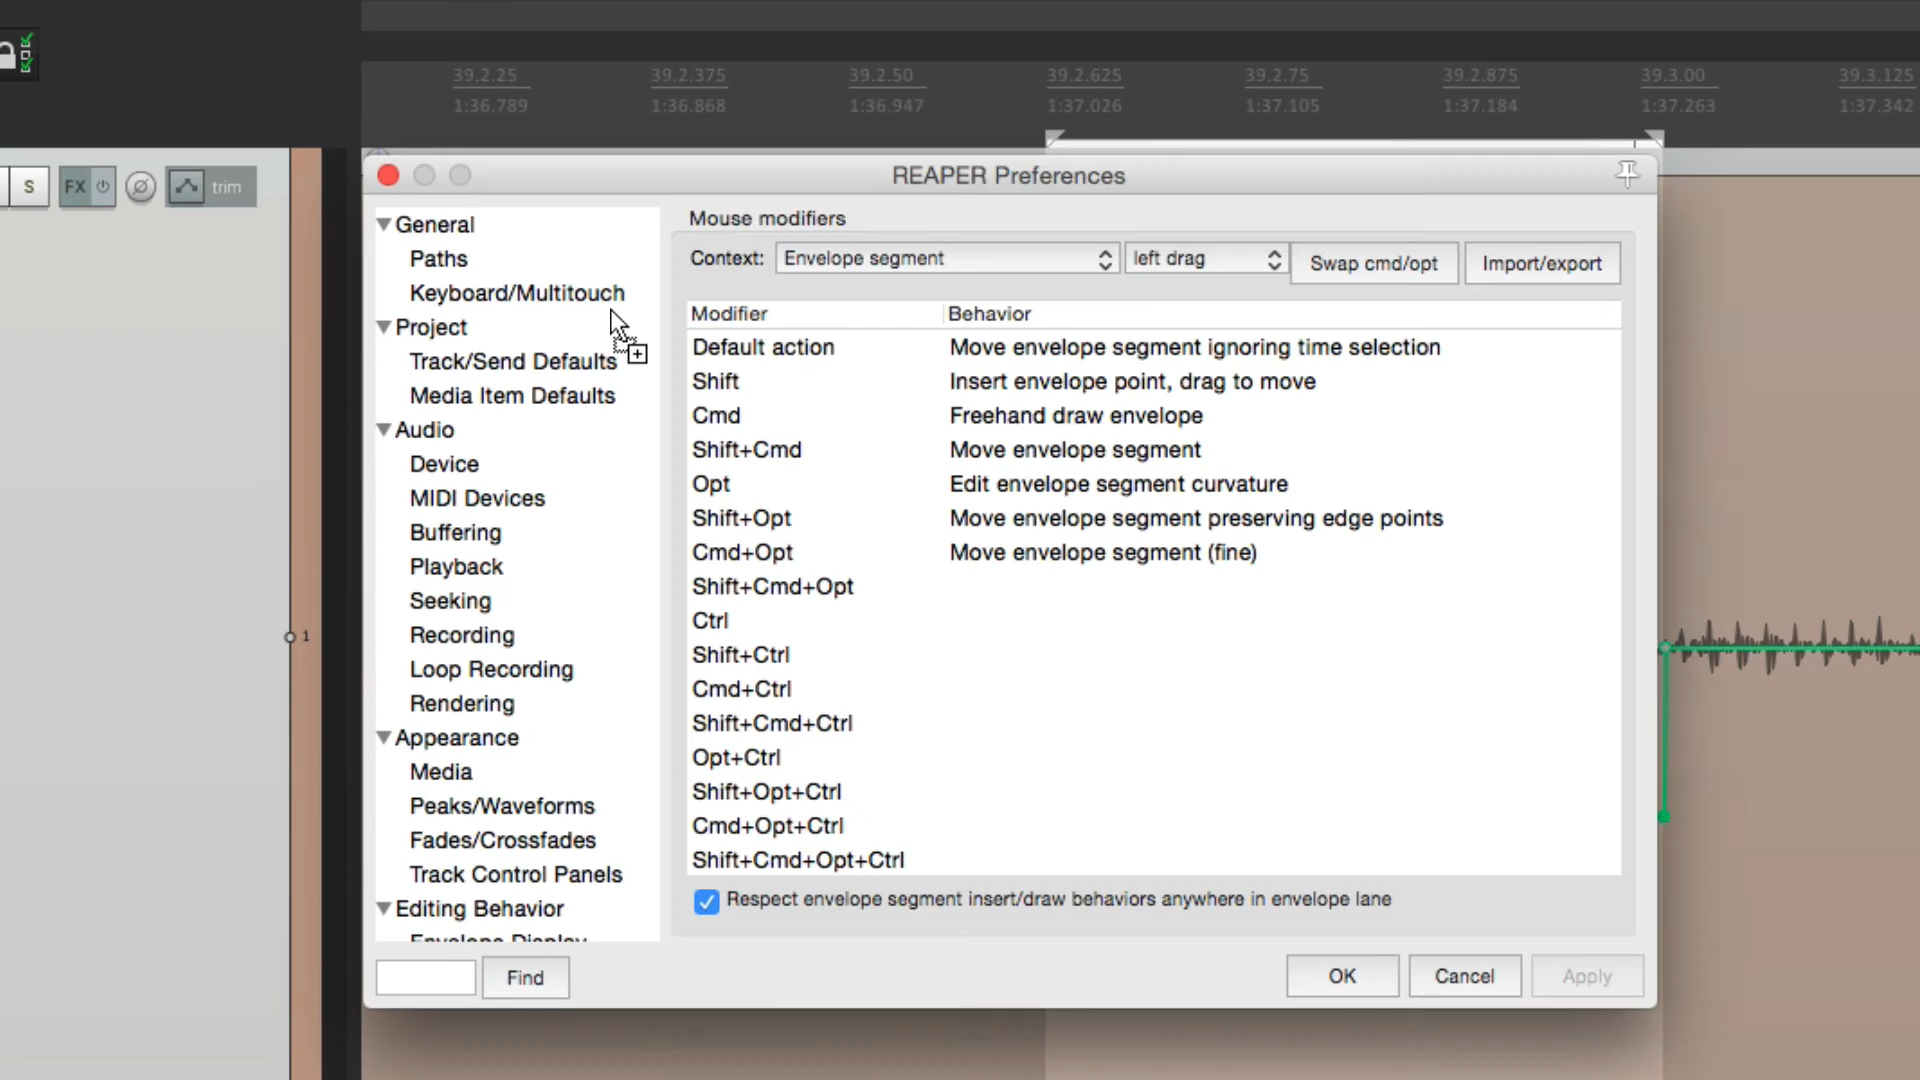 39.2.25 39.2.375 39.2.50 39.2.625 39.2.75 39.2.875 39.3.00 39.3.125
1:36.789 1:36.868 1:36.947 1:37.026 1:37.105 1:37.184 1:37.263 1:37.342
S FX trim
REAPER Preferences
General
Paths
Keyboard/Multitouch
Project
Track/Send Defaults
Media Item Defaults
Audio
Device
MIDI Devices
Buffering
Playback
Seeking
Recording
Loop Recording
Rendering
Appearance
Media
Peaks/Waveforms
Fades/Crossfades
Track Control Panels
Editing Behavior
Envelope Display
Find
Mouse modifiers
Context: Envelope segment left drag Swap cmd/opt Import/export
Modifier Behavior
Default action Move envelope segment ignoring time selection
Shift Insert envelope point, drag to move
Cmd Freehand draw envelope
Shift+Cmd Move envelope segment
Opt Edit envelope segment curvature
Shift+Opt Move envelope segment preserving edge points
Cmd+Opt Move envelope segment (fine)
Shift+Cmd+Opt
Ctrl
Shift+Ctrl
Cmd+Ctrl
Shift+Cmd+Ctrl
Opt+Ctrl
Shift+Opt+Ctrl
Cmd+Opt+Ctrl
Shift+Cmd+Opt+Ctrl
Respect envelope segment insert/draw behaviors anywhere in envelope lane
OK Cancel Apply
1